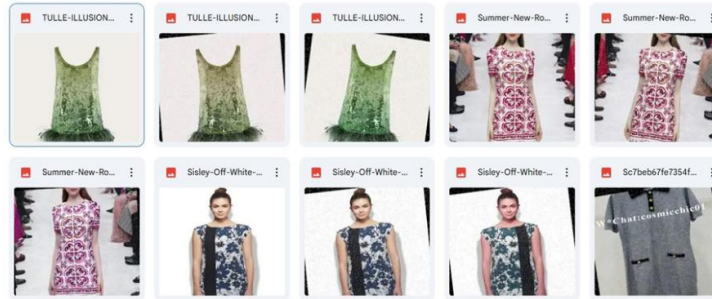 TULLE-ILLUSION...
TULLE-ILLUSION...
TULLE-ILLUSION...
Summer-New-Ro...
Summer-New-Ro...
Summer-New-Ro...
Sisley-Off-White-...
Sisley-Off-White-...
Sisley-Off-White-...
Sc7beb67fe7354f...
W*Chat:cosmicchic01